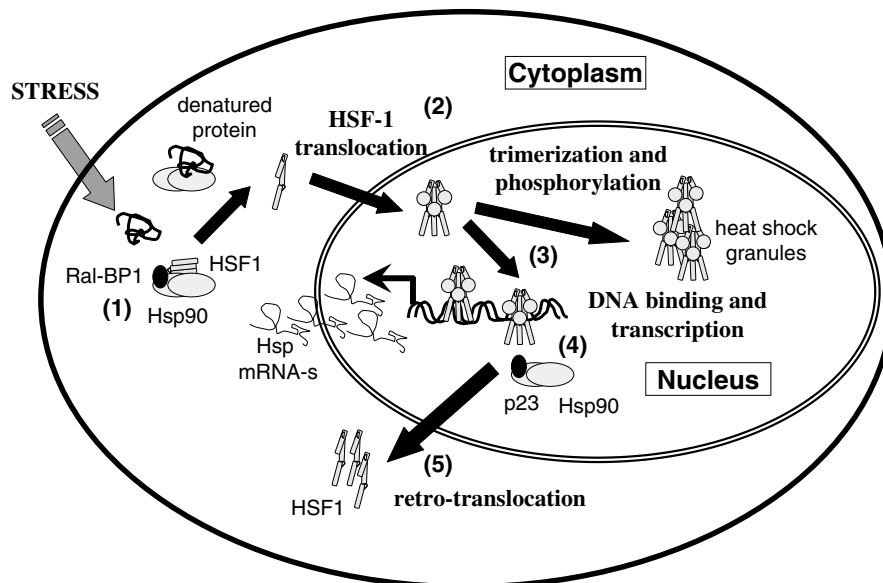 Cytoplasm
STRESS
denatured
protein
HSF-1
translocation
(2)
trimerization and
phosphorylation
heat shock
granules
Ral-BP1
HSF1
(1)
Hsp90
(3)
DNA binding and
transcription
Hsp
mRNA-s
(4)
p23
Hsp90
Nucleus
(5)
HSF1
retro-translocation